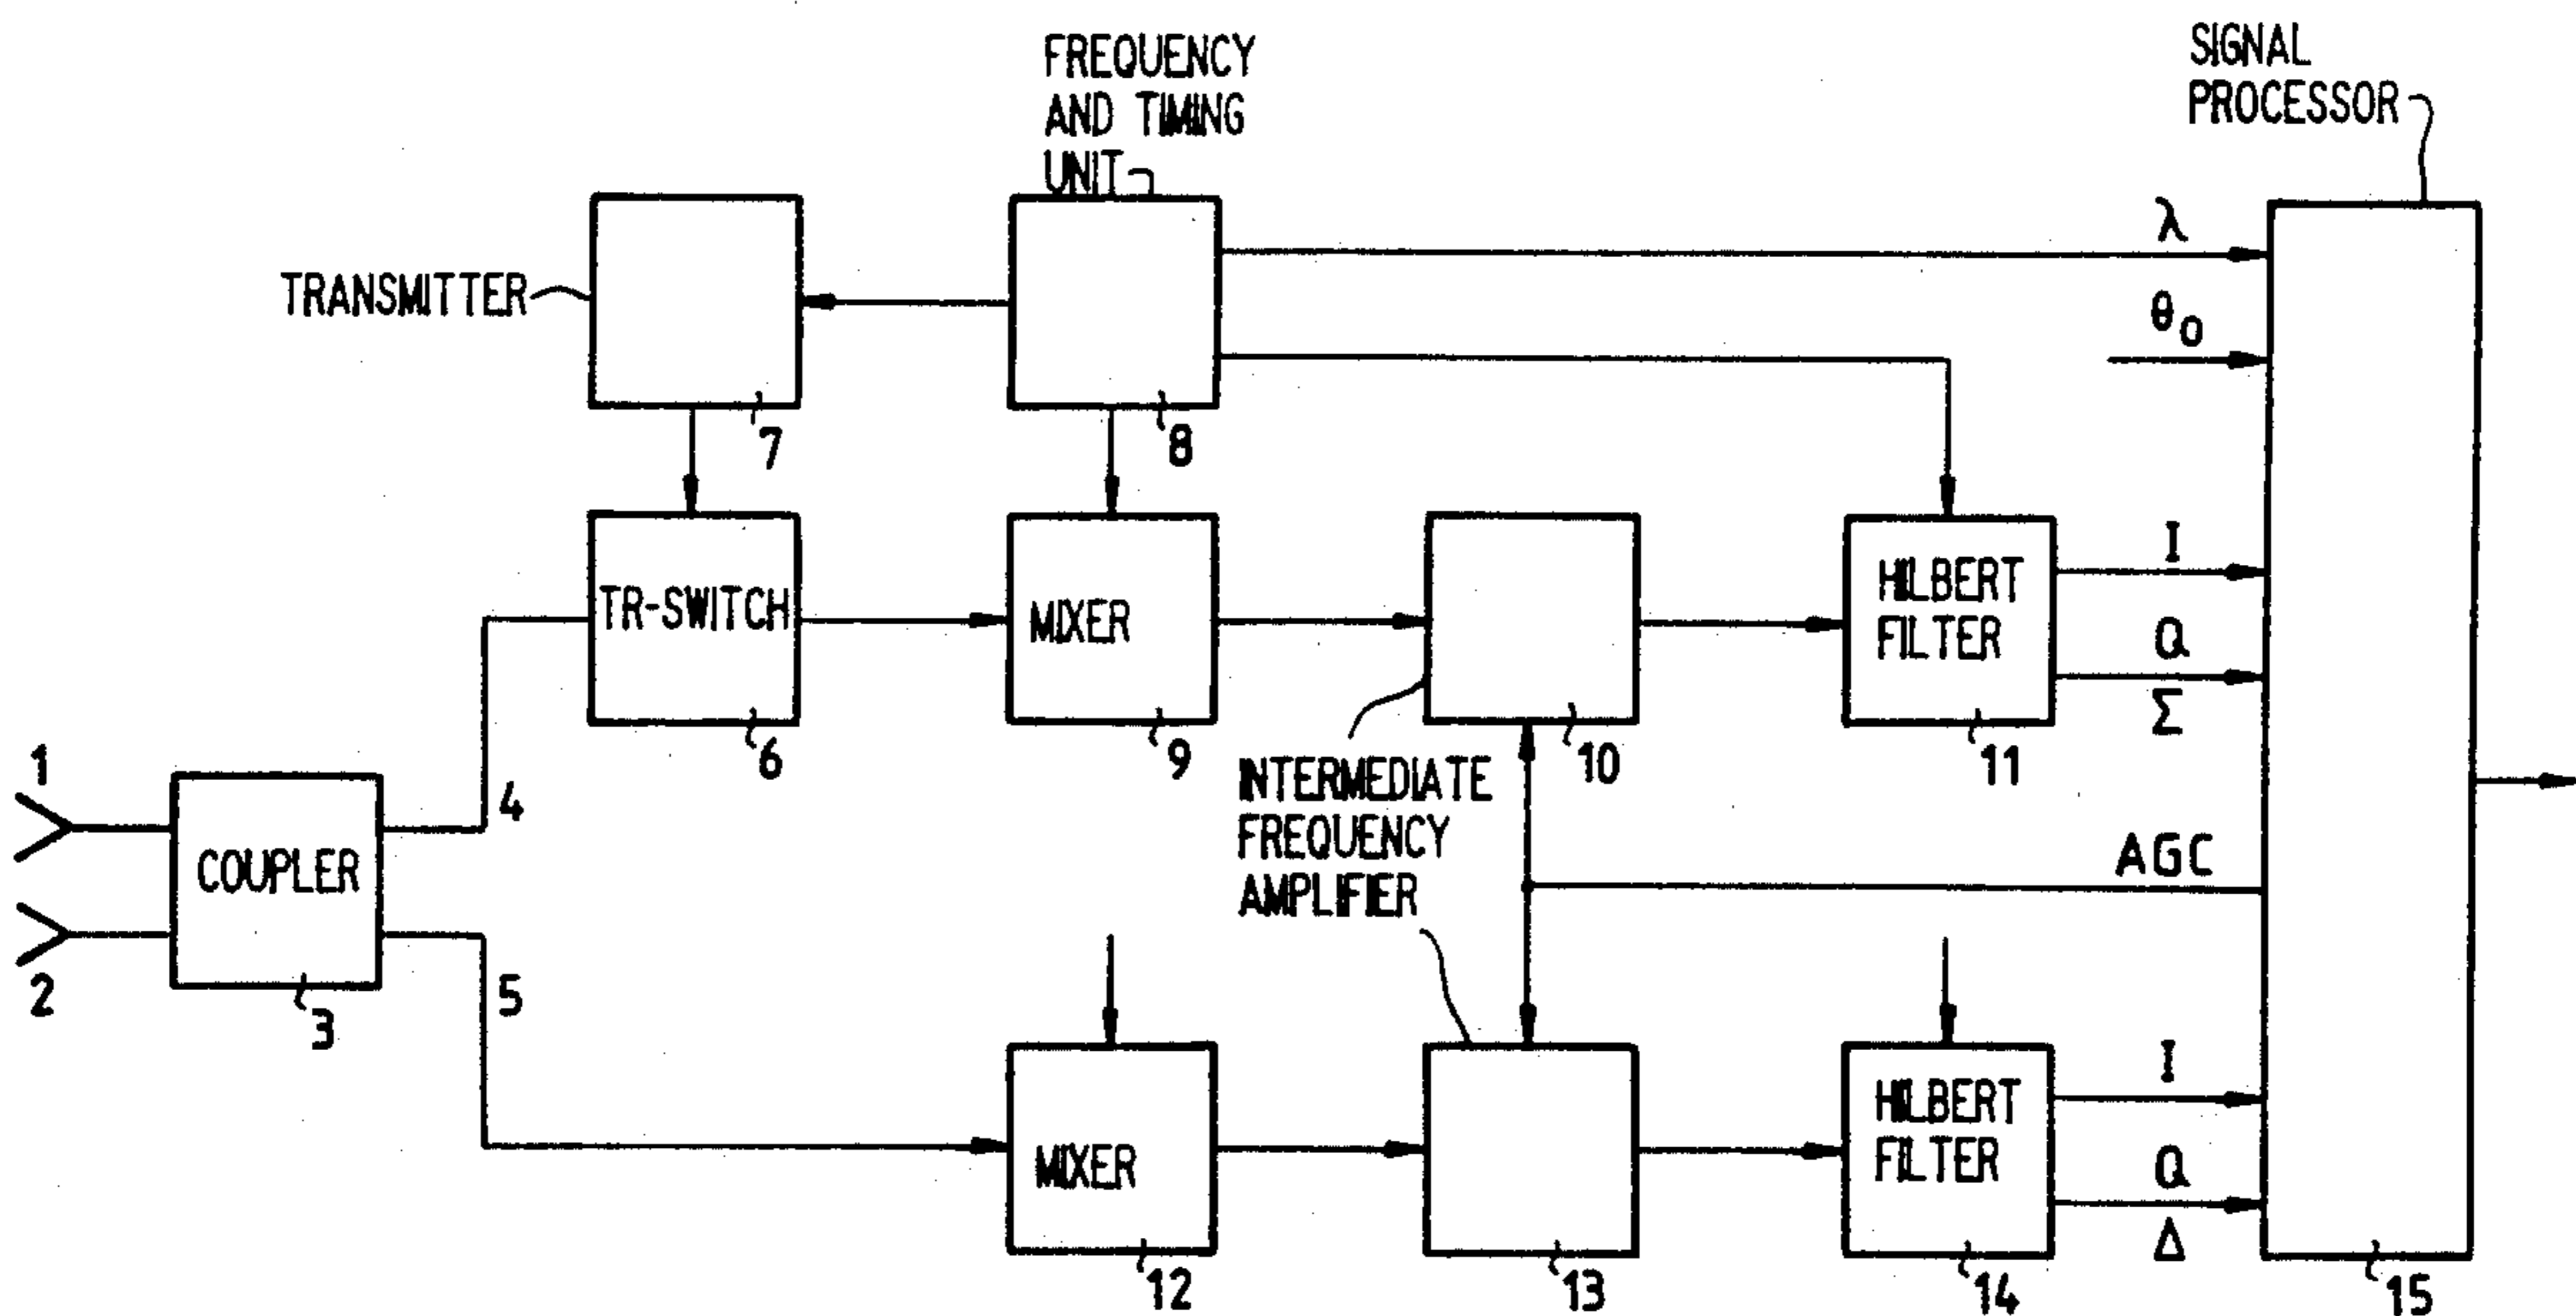 FREQUENCY
AND TIMING
UNIT
SIGNAL
PROCESSOR
TRANSMITTER
λ
θ₀
7
8
TR-SWITCH
MIXER
HILBERT
FILTER
I
Q
Σ
6
9
10
11
1
COUPLER
4
INTERMEDIATE
FREQUENCY
AMPLIFIER
AGC
2
3
5
MIXER
HILBERT
FILTER
I
Q
Δ
12
13
14
15